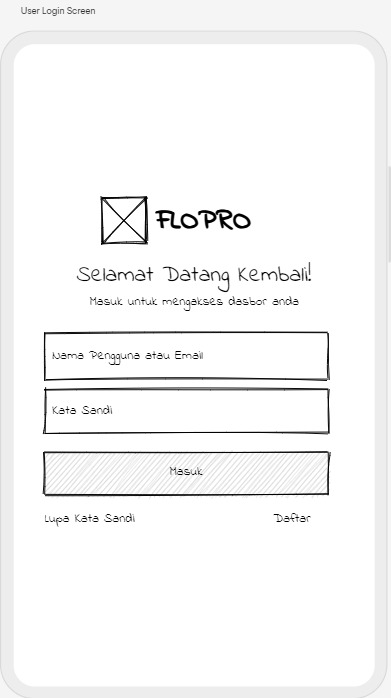 User Login Screen
FLOPRO
Selamat Datang Kembali!
Masuk untuk mengakses dasbor anda
Nama Pengguna atau Email
Kata Sandi
Masuk
Lupa Kata Sandi Daftar